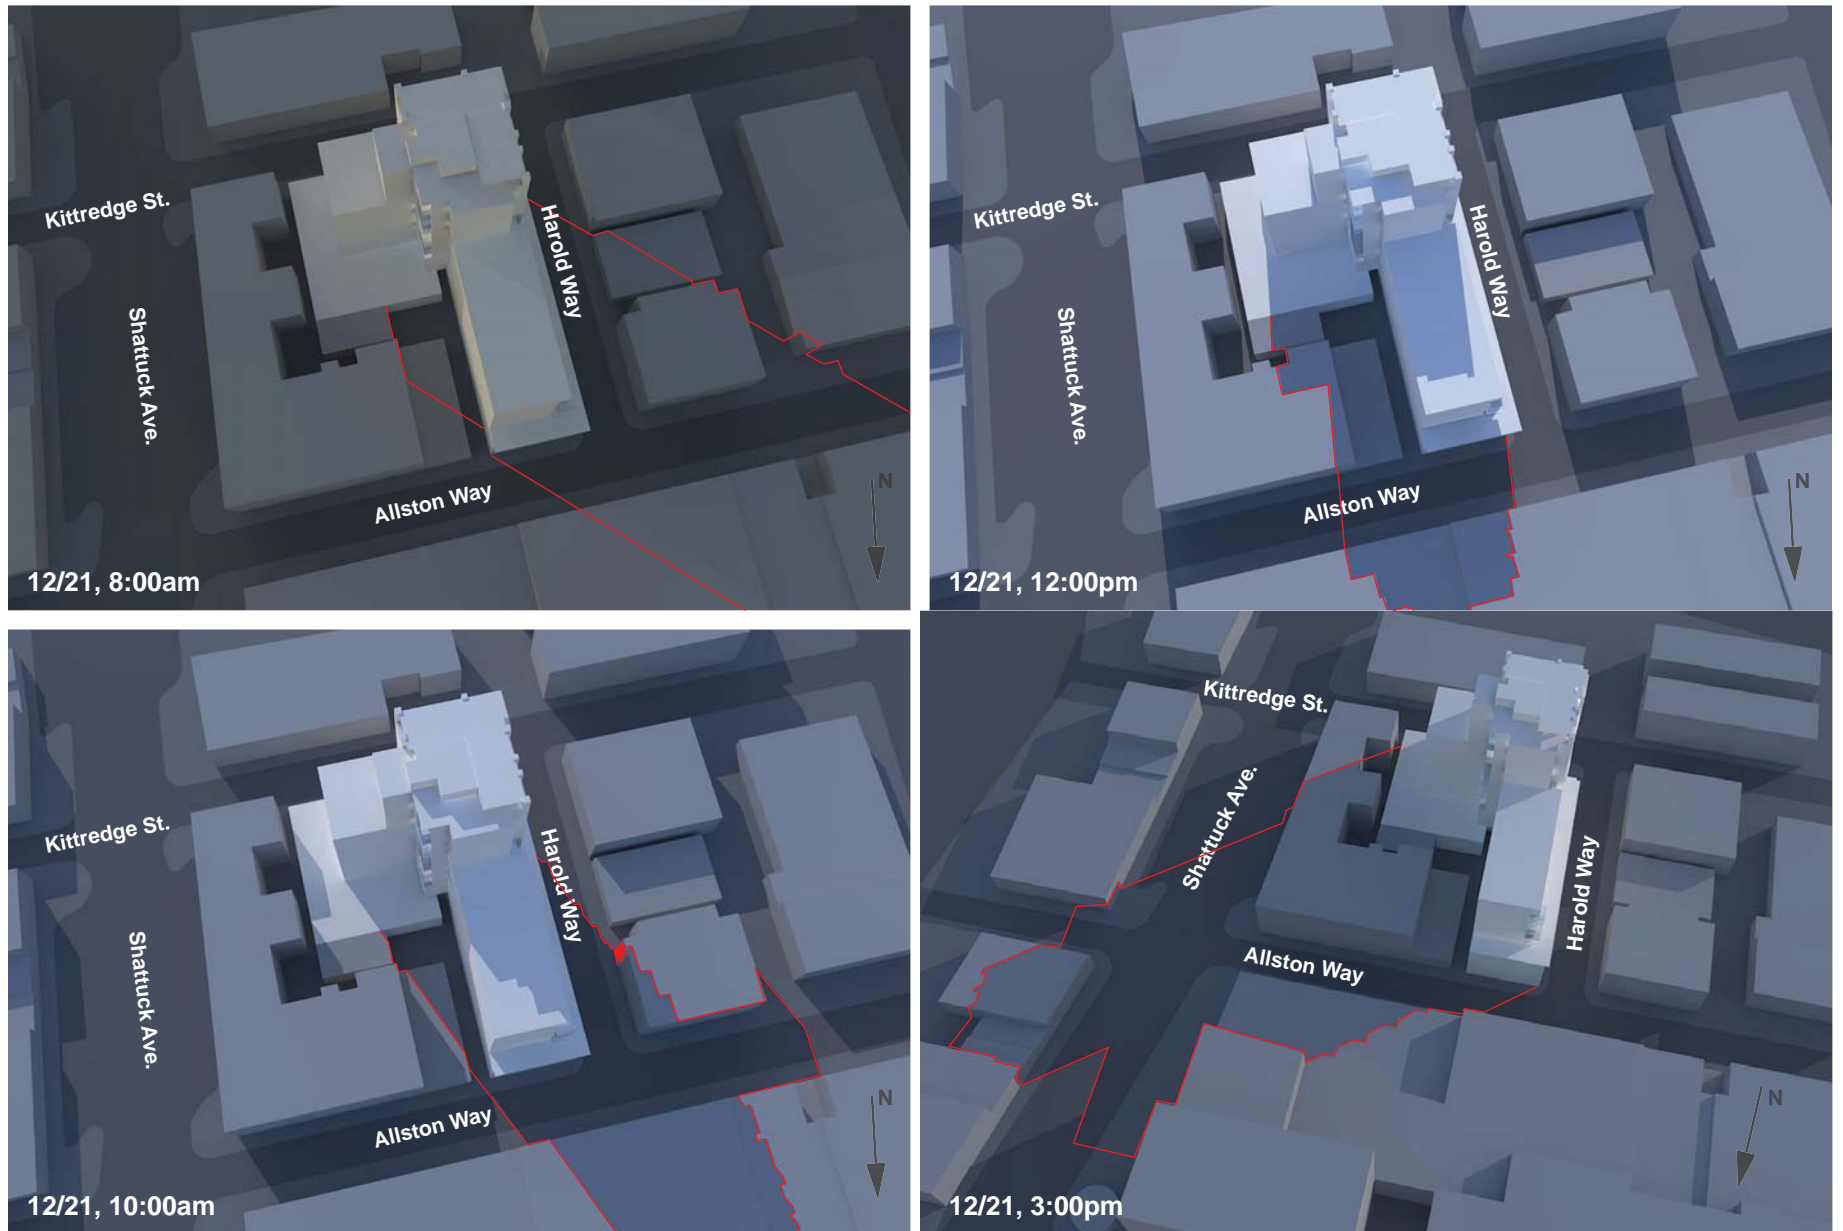 Kittredge St.
Harold Way
Shattuck Ave.
Allston Way
N
12/21, 8:00am
Kittredge St.
Harold Way
Shattuck Ave.
Allston Way
N
12/21, 12:00pm
Kittredge St.
Harold Way
Shattuck Ave.
Allston Way
N
12/21, 10:00am
Kittredge St.
Shattuck Ave.
Harold Way
Allston Way
N
12/21, 3:00pm